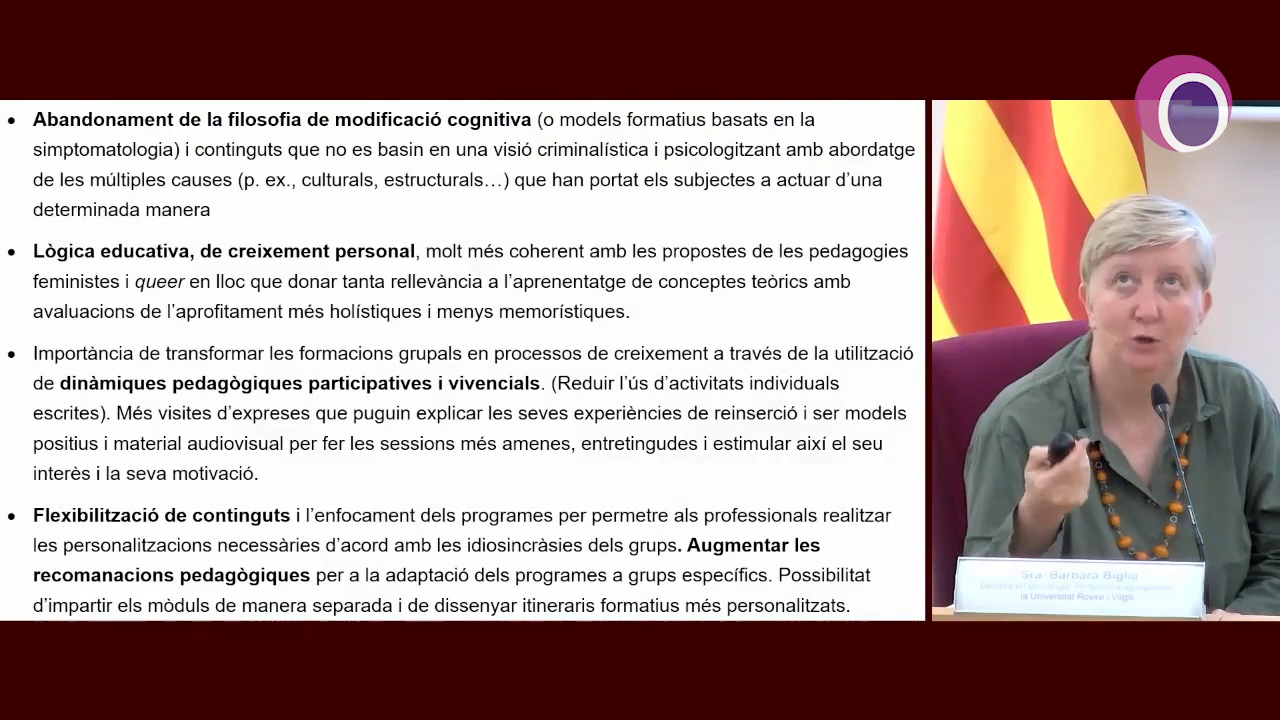 • Abandonament de la filosofia de modificació cognitiva (o models formatius basats en la
simptomatologia) i continguts que no es basin en una visió criminalística i psicologitzant amb abordatge
de les múltiples causes (p. ex., culturals, estructurals…) que han portat els subjectes a actuar d’una
determinada manera
• Lògica educativa, de creixement personal, molt més coherent amb les propostes de les pedagogies
feministes i queer en lloc que donar tanta rellevància a l’aprenentatge de conceptes teòrics amb
avaluacions de l’aprofitament més holístiques i menys memorístiques.
• Importància de transformar les formacions grupals en processos de creixement a través de la utilització
de dinàmiques pedagògiques participatives i vivencials. (Reduir l’ús d’activitats individuals
escrites). Més visites d’expreses que puguin explicar les seves experiències de reinserció i ser models
positius i material audiovisual per fer les sessions més amenes, entretingudes i estimular així el seu
interès i la seva motivació.
• Flexibilització de continguts i l’enfocament dels programes per permetre als professionals realitzar
les personalitzacions necessàries d’acord amb les idiosincràsies dels grups. Augmentar les
recomanacions pedagògiques per a la adaptació dels programes a grups específics. Possibilitat
d’impartir els mòduls de manera separada i de dissenyar itineraris formatius més personalitzats.
Sra. Barbara Biglia
la Universitat Rovira i Virgili